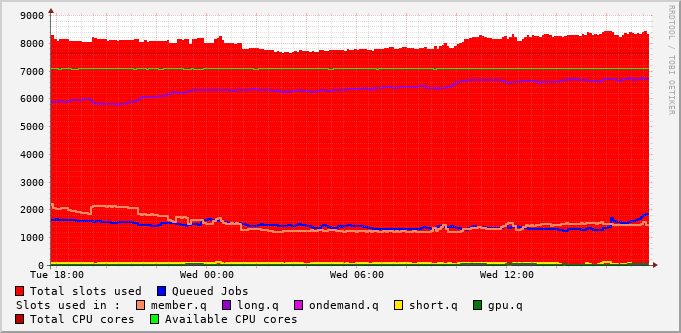 9000
8000
7000
6000
5000
4000
3000
2000
1000
0
Tue 18:00 Wed 00:00 Wed 06:00 Wed 12:00
Total slots used Queued Jobs
Slots used in : member.q long.q ondemand.q short.q gpu.q
Total CPU cores Available CPU cores
RRDTOOL / TOBI OETIKER